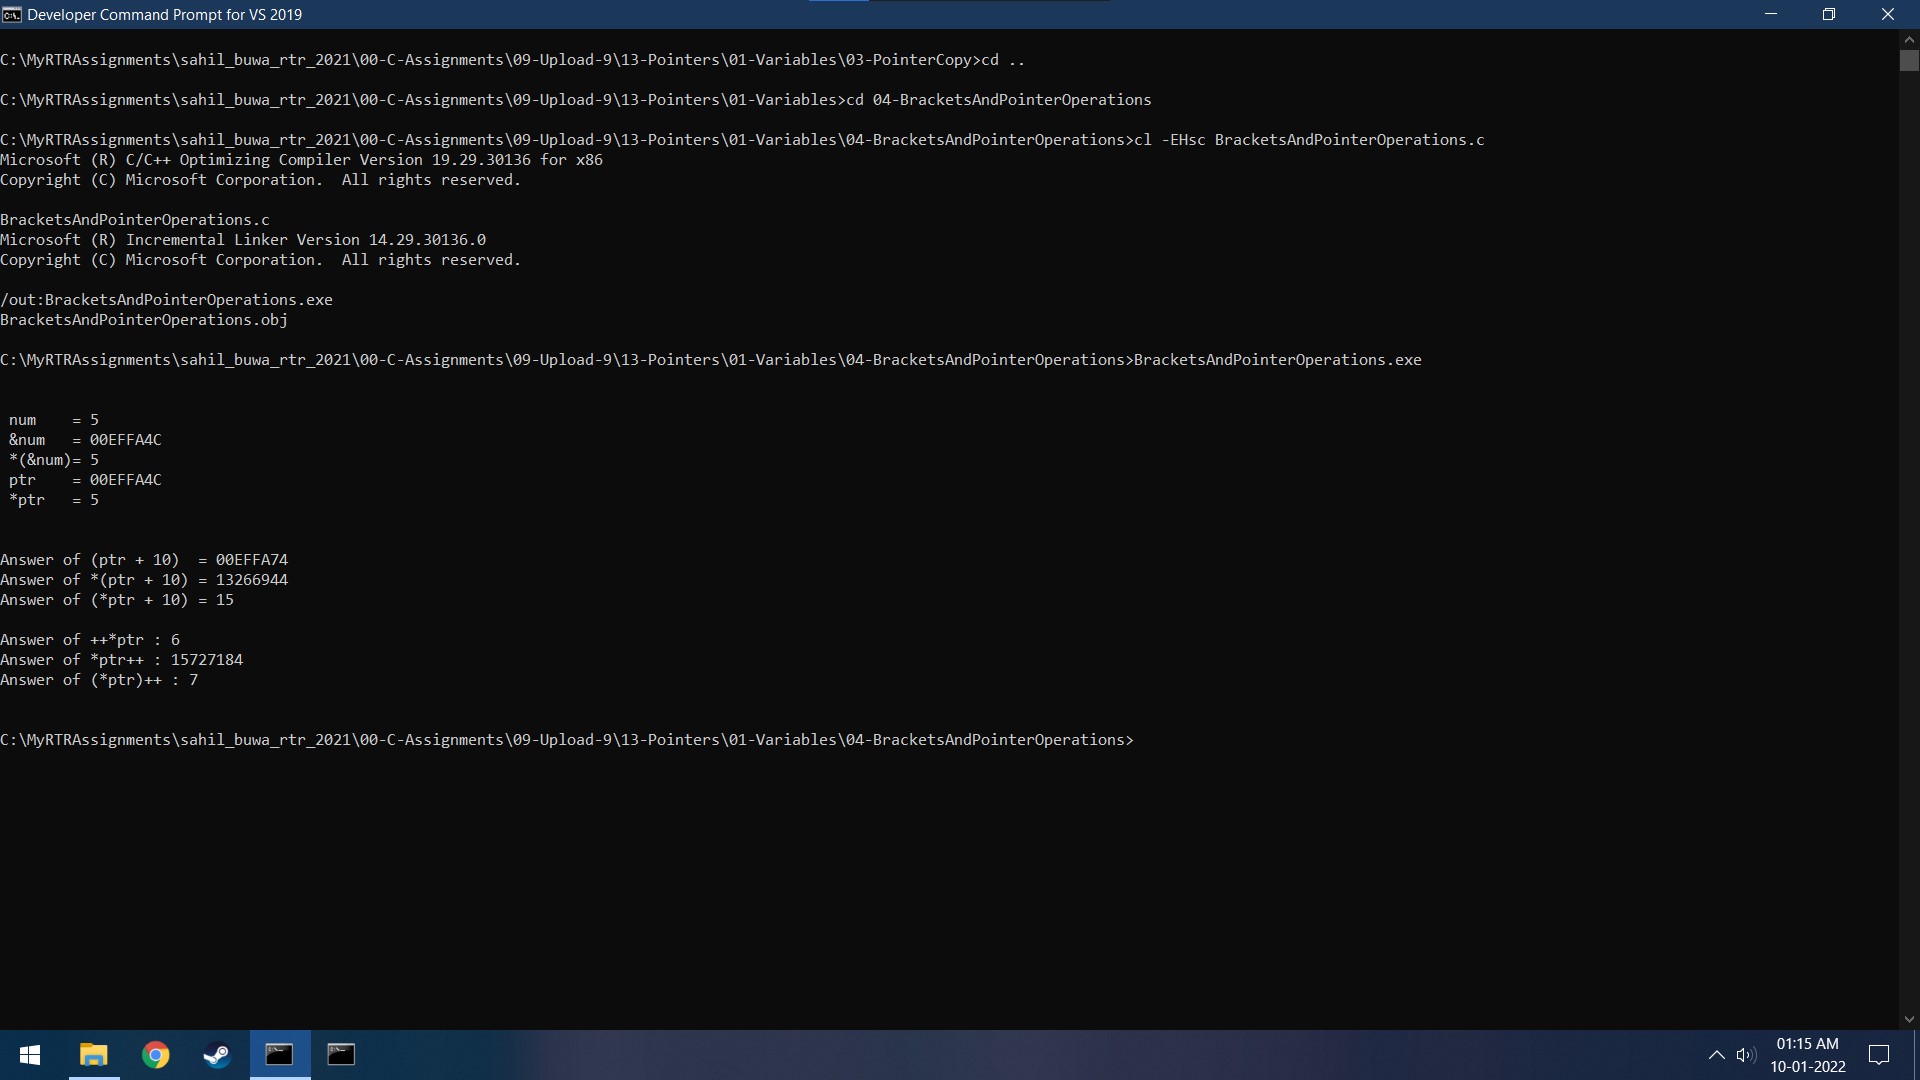 Developer Command Prompt for VS 2019
C:\MyRTRAssignments\sahil_buwa_rtr_2021\00-C-Assignments\09-Upload-9\13-Pointers\01-Variables\03-PointerCopy>cd ..
C:\MyRTRAssignments\sahil_buwa_rtr_2021\00-C-Assignments\09-Upload-9\13-Pointers\01-Variables>cd 04-BracketsAndPointerOperations
C:\MyRTRAssignments\sahil_buwa_rtr_2021\00-C-Assignments\09-Upload-9\13-Pointers\01-Variables\04-BracketsAndPointerOperations>cl -EHsc BracketsAndPointerOperations.c
Microsoft (R) C/C++ Optimizing Compiler Version 19.29.30136 for x86
Copyright (C) Microsoft Corporation.  All rights reserved.
BracketsAndPointerOperations.c
Microsoft (R) Incremental Linker Version 14.29.30136.0
Copyright (C) Microsoft Corporation.  All rights reserved.
/out:BracketsAndPointerOperations.exe
BracketsAndPointerOperations.obj
C:\MyRTRAssignments\sahil_buwa_rtr_2021\00-C-Assignments\09-Upload-9\13-Pointers\01-Variables\04-BracketsAndPointerOperations>BracketsAndPointerOperations.exe
 num    = 5
 &num   = 00EFFA4C
 *(&num)= 5
 ptr    = 00EFFA4C
 *ptr   = 5
Answer of (ptr + 10)  = 00EFFA74
Answer of *(ptr + 10) = 13266944
Answer of (*ptr + 10) = 15
Answer of ++*ptr : 6
Answer of *ptr++ : 15727184
Answer of (*ptr)++ : 7
C:\MyRTRAssignments\sahil_buwa_rtr_2021\00-C-Assignments\09-Upload-9\13-Pointers\01-Variables\04-BracketsAndPointerOperations>
01:15 AM
10-01-2022